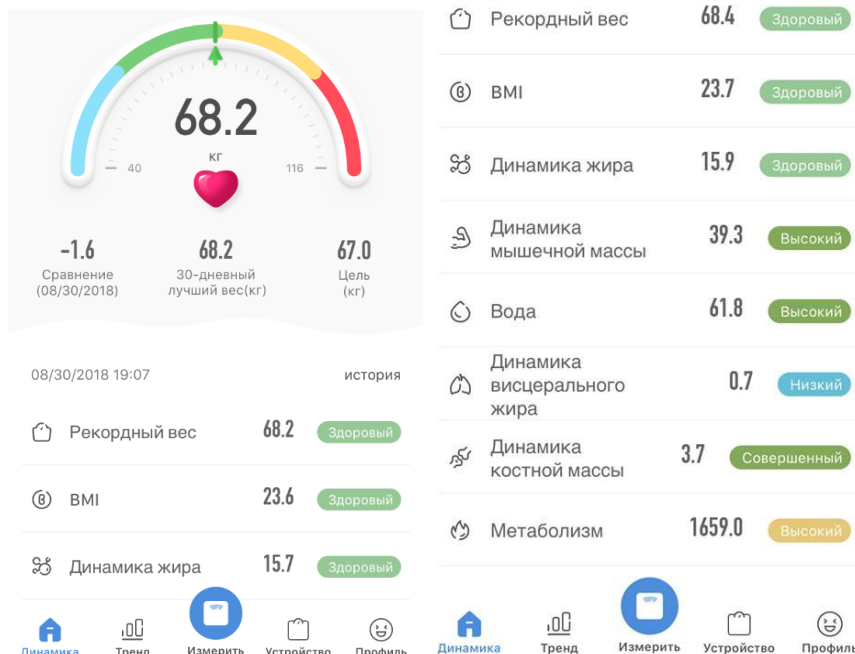 68.2
кг
40
116
-1.6
68.2
67.0
Сравнение
(08/30/2018)
30-дневный
лучший вес(кг)
Цель
(кг)
08/30/2018 19:07
история
Рекордный вес 68.2 Здоровый
BMI 23.6 Здоровый
Динамика жира 15.7 Здоровый
Динамика Тренд Измерить Устройство Профиль
Рекордный вес 68.4 Здоровый
BMI 23.7 Здоровый
Динамика жира 15.9 Здоровый
Динамика
мышечной массы 39.3 Высокий
Вода 61.8 Высокий
Динамика
висцерального
жира
0.7 Низкий
Динамика
костной массы
3.7 Совершенный
Метаболизм 1659.0 Высокий
Динамика Тренд Измерить Устройство Профиль